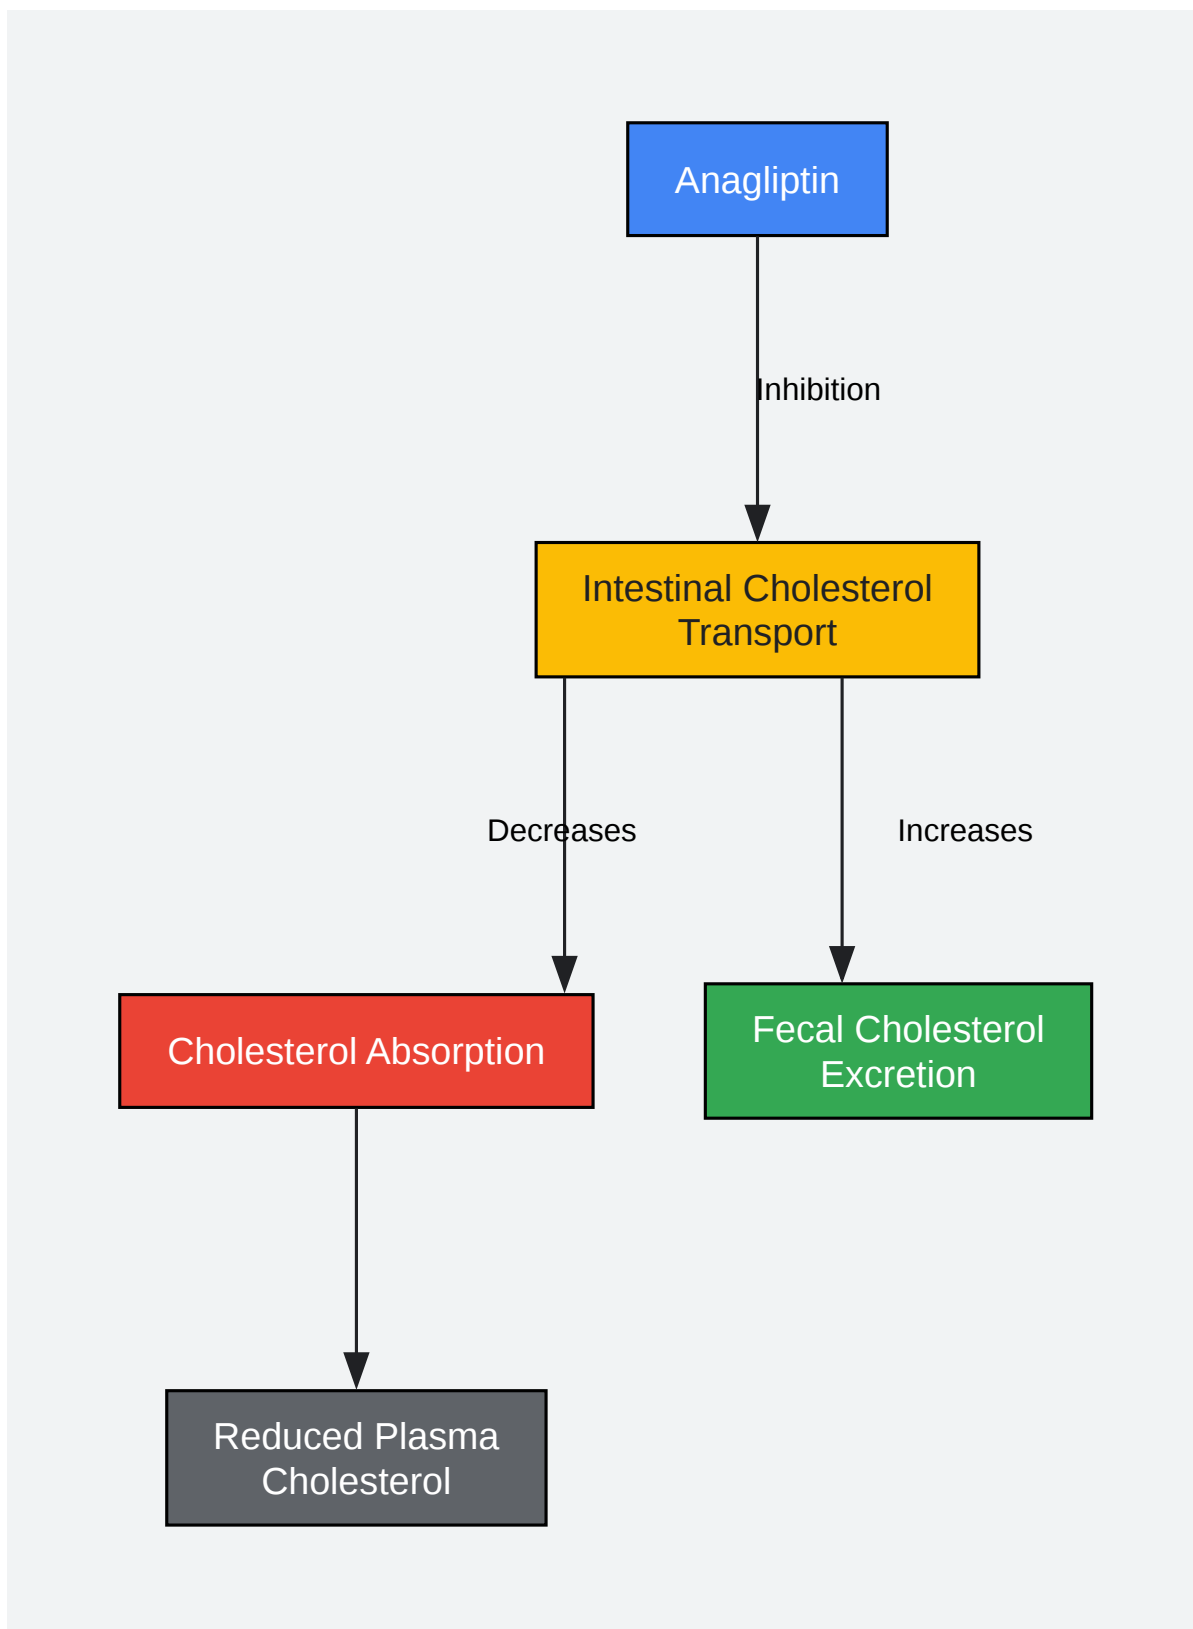 Anagliptin
Inhibition
Intestinal Cholesterol
Transport
Decreases
Increases
Cholesterol Absorption
Fecal Cholesterol
Excretion
Reduced Plasma
Cholesterol